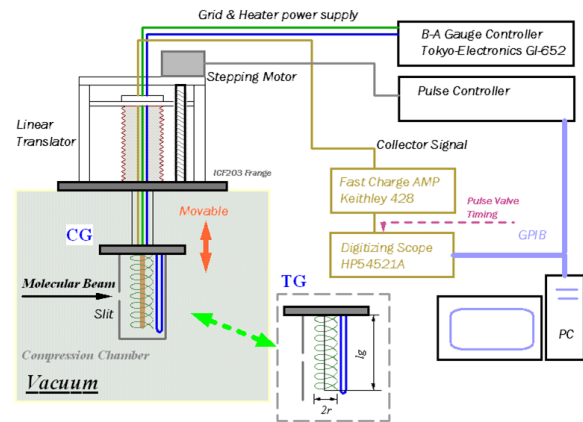 Grid & Heater power supply
B-A Gauge Controller
Tokyo-Electronics GI-652
Stepping Motor
Pulse Controller
Linear
Translator
Collector Signal
ICF203 Frange
Fast Charge AMP
Keithley 428
Pulse Valve
Timing
Movable
CG
GPIB
Digitizing Scope
HP54521A
TG
Molecular Beam
Slit
lg
PC
Compression Chamber
Vacuum
2r